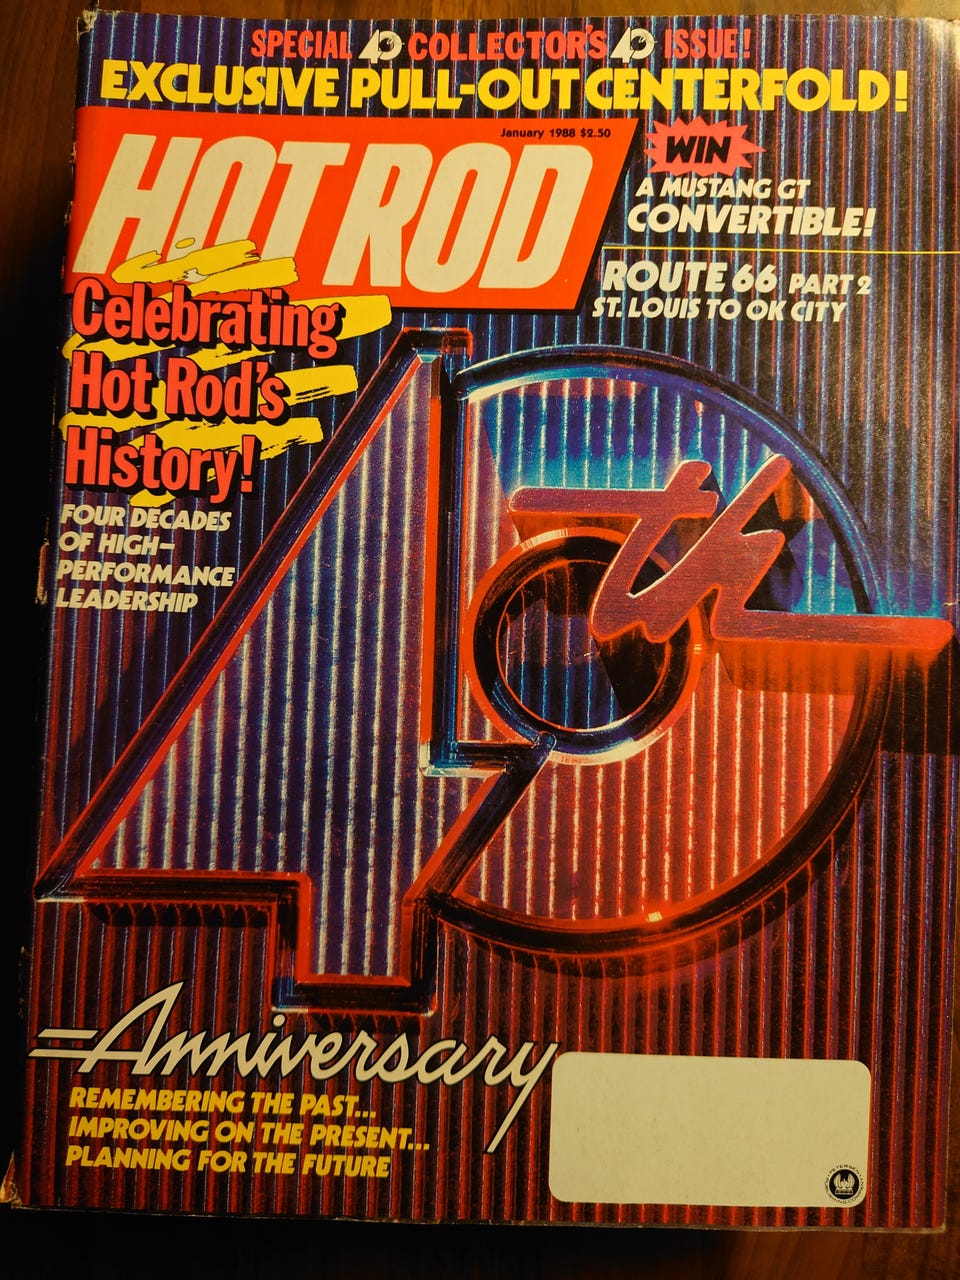 SPECIAL 40 COLLECTOR'S 40 ISSUE!
EXCLUSIVE PULL-OUT CENTERFOLD!
January 1988 $2.50
HOT ROD
WIN
A MUSTANG GT
CONVERTIBLE!
ROUTE 66 PART 2
ST. LOUIS TO OK CITY
Celebrating
Hot Rod's
History!
FOUR DECADES
OF HIGH-
PERFORMANCE
LEADERSHIP
40th
Anniversary
REMEMBERING THE PAST...
IMPROVING ON THE PRESENT...
PLANNING FOR THE FUTURE